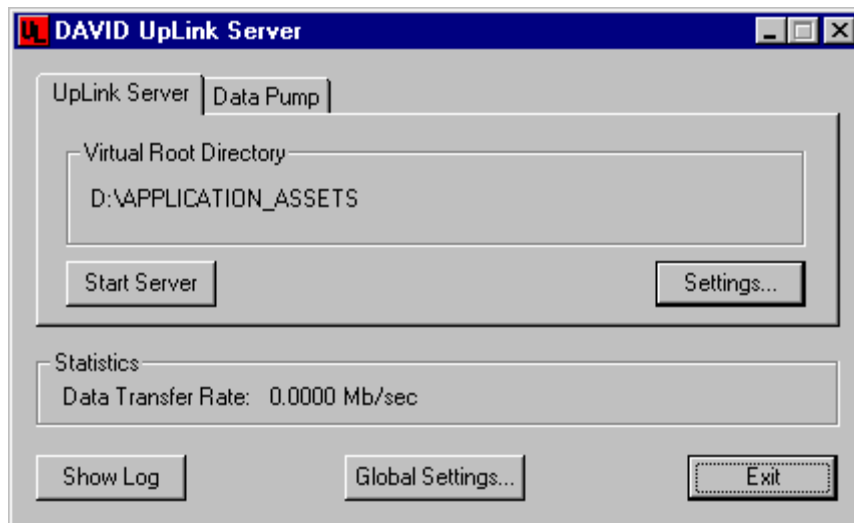 UL DAVID UpLink Server
UpLink Server Data Pump
Virtual Root Directory
D:\APPLICATION_ASSETS
Start Server Settings...
Statistics
Data Transfer Rate: 0.0000 Mb/sec
Show Log Global Settings... Exit